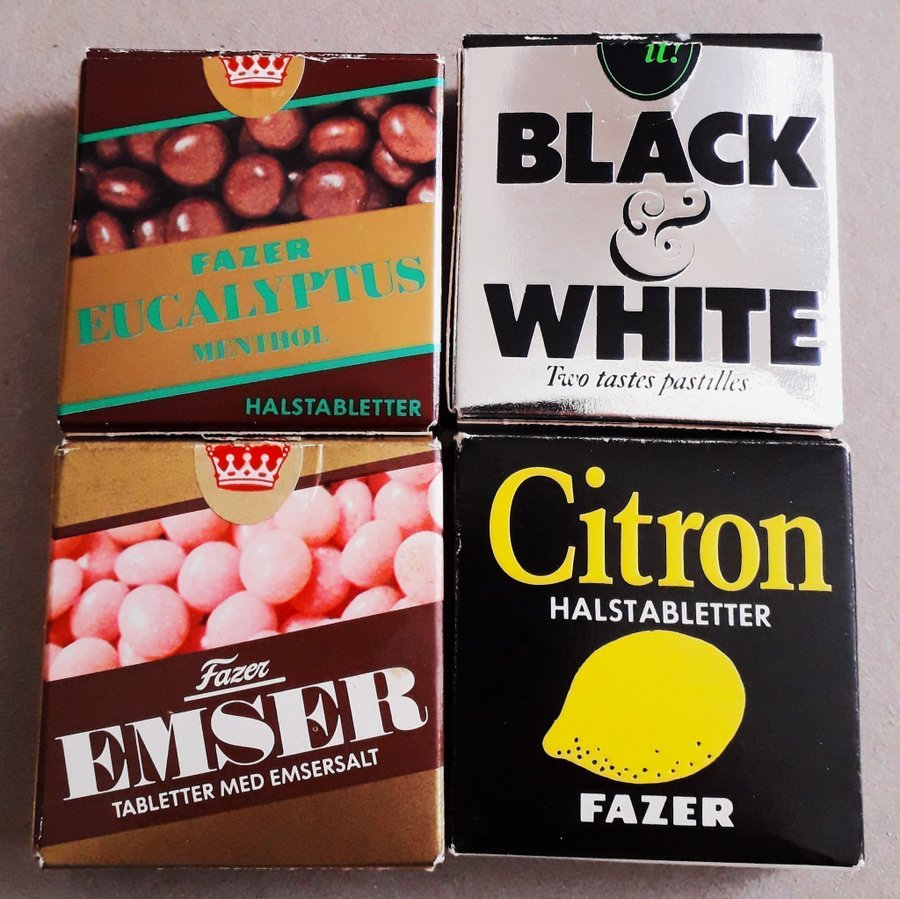 FAZER
EUCALYPTUS
MENTHOL
HALSTABLETTER
it!
BLACK
&
WHITE
Two tastes pastilles
Fazer
EMSER
TABLETTER MED EMSERSALT
Citron
HALSTABLETTER
FAZER